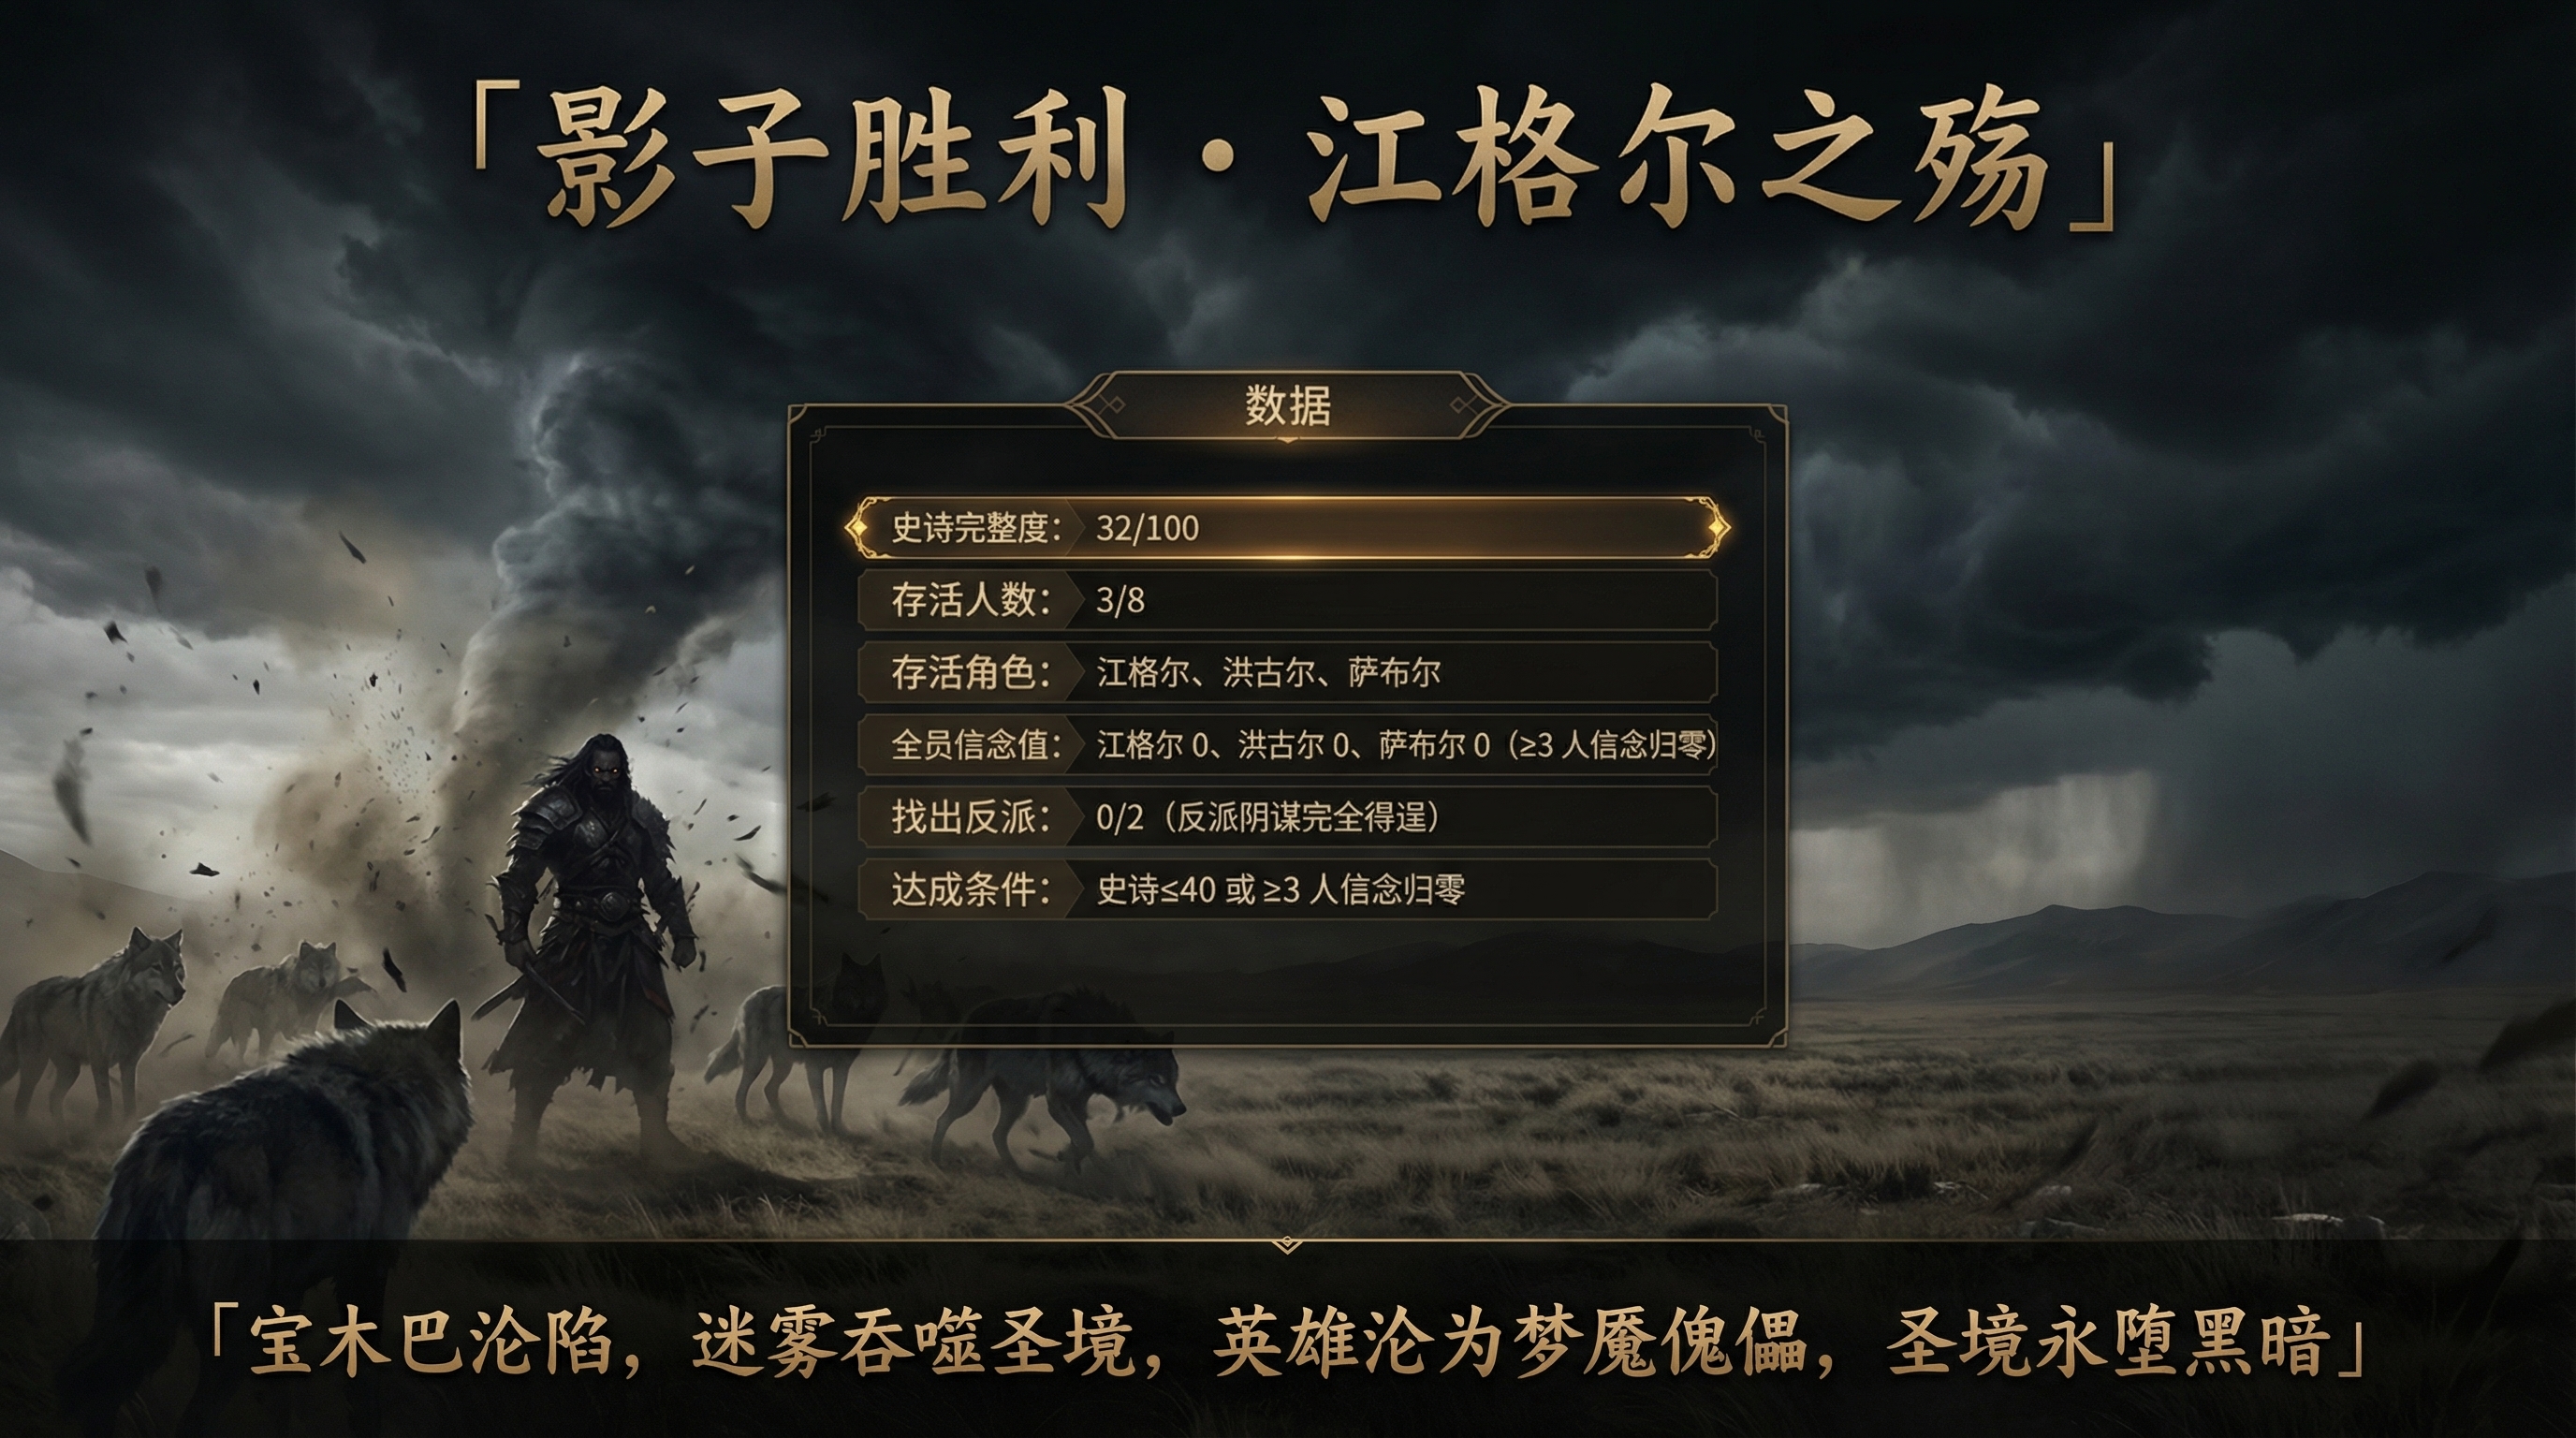 「影子胜利·江格尔之殇」
数据
史诗完整度： 32/100
存活人数： 3/8
存活角色： 江格尔、洪古尔、萨布尔
全员信念值： 江格尔 0、洪古尔 0、萨布尔 0（≥3 人信念归零）
找出反派： 0/2（反派阴谋完全得逞）
达成条件： 史诗≤40 或 ≥3 人信念归零
「宝木巴沦陷，迷雾吞噬圣境，英雄沦为梦魇傀儡，圣境永堕黑暗」